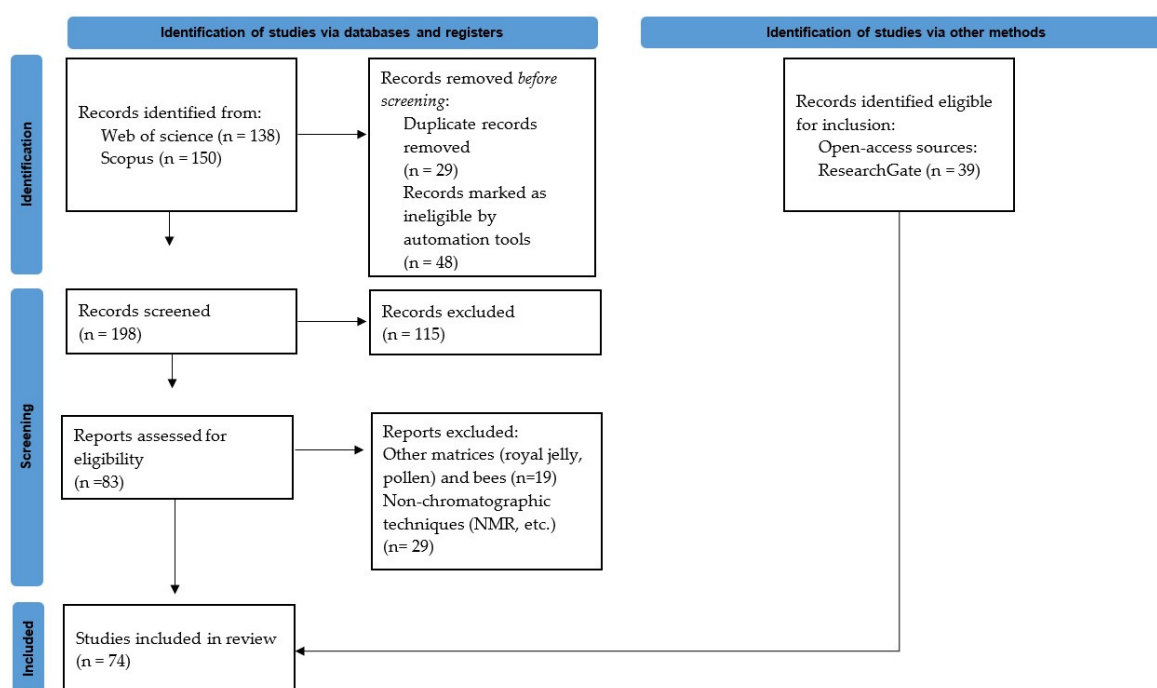 Identification of studies via databases and registers
Identification of studies via other methods
Identification
Records identified from:
Web of science (n = 138)
Scopus (n = 150)
Records removed before
screening:
Duplicate records
removed
(n = 29)
Records marked as
ineligible by
automation tools
(n = 48)
Records identified eligible
for inclusion:
Open-access sources:
ResearchGate (n = 39)
Screening
Records screened
(n = 198)
Records excluded
(n = 115)
Reports assessed for
eligibility
(n =83)
Reports excluded:
Other matrices (royal jelly,
pollen) and bees (n=19)
Non-chromatographic
techniques (NMR, etc.)
(n= 29)
Included
Studies included in review
(n = 74)